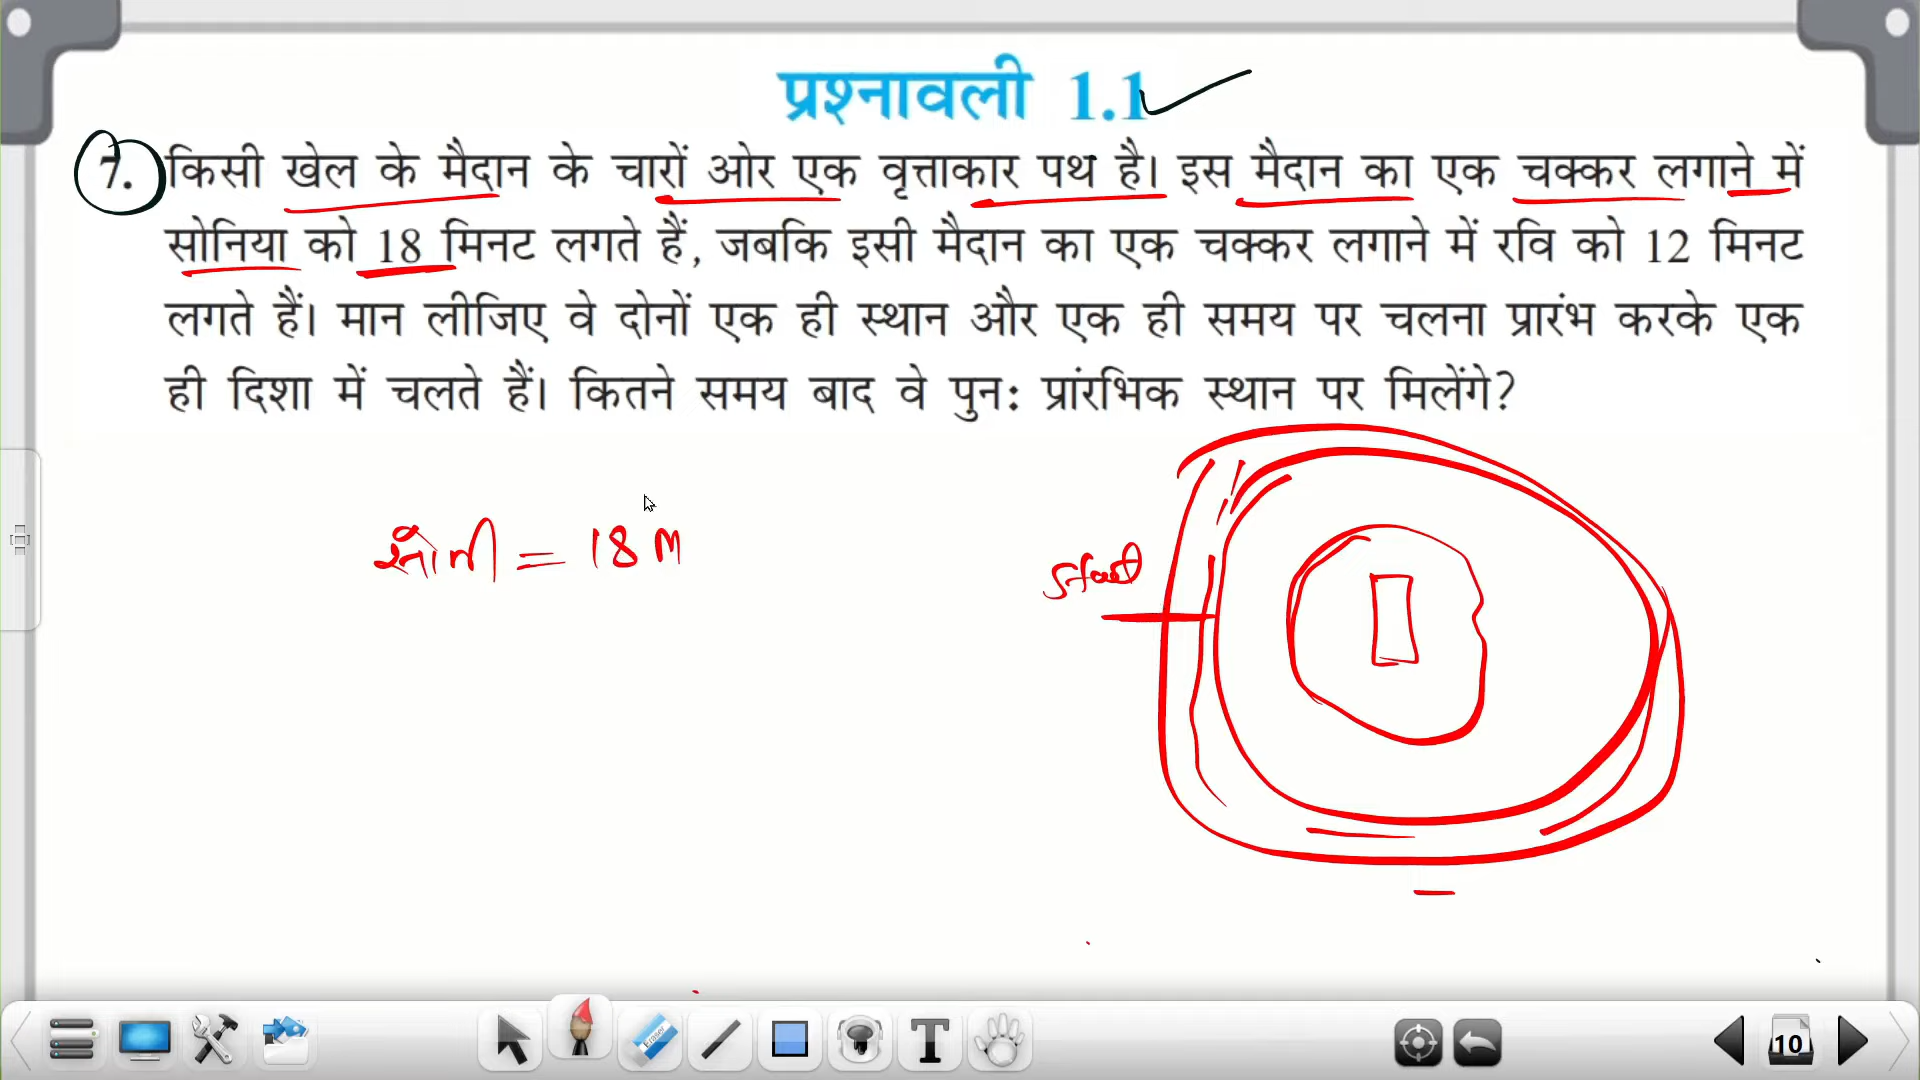 प्रश्नावली 1.1
7. किसी खेल के मैदान के चारों ओर एक वृत्ताकार पथ है। इस मैदान का एक चक्कर लगाने में
सोनिया को 18 मिनट लगते हैं, जबकि इसी मैदान का एक चक्कर लगाने में रवि को 12 मिनट
लगते हैं। मान लीजिए वे दोनों एक ही स्थान और एक ही समय पर चलना प्रारंभ करके एक
ही दिशा में चलते हैं। कितने समय बाद वे पुनः प्रांरभिक स्थान पर मिलेंगे?
= 18 M
start
Eraser
T
10